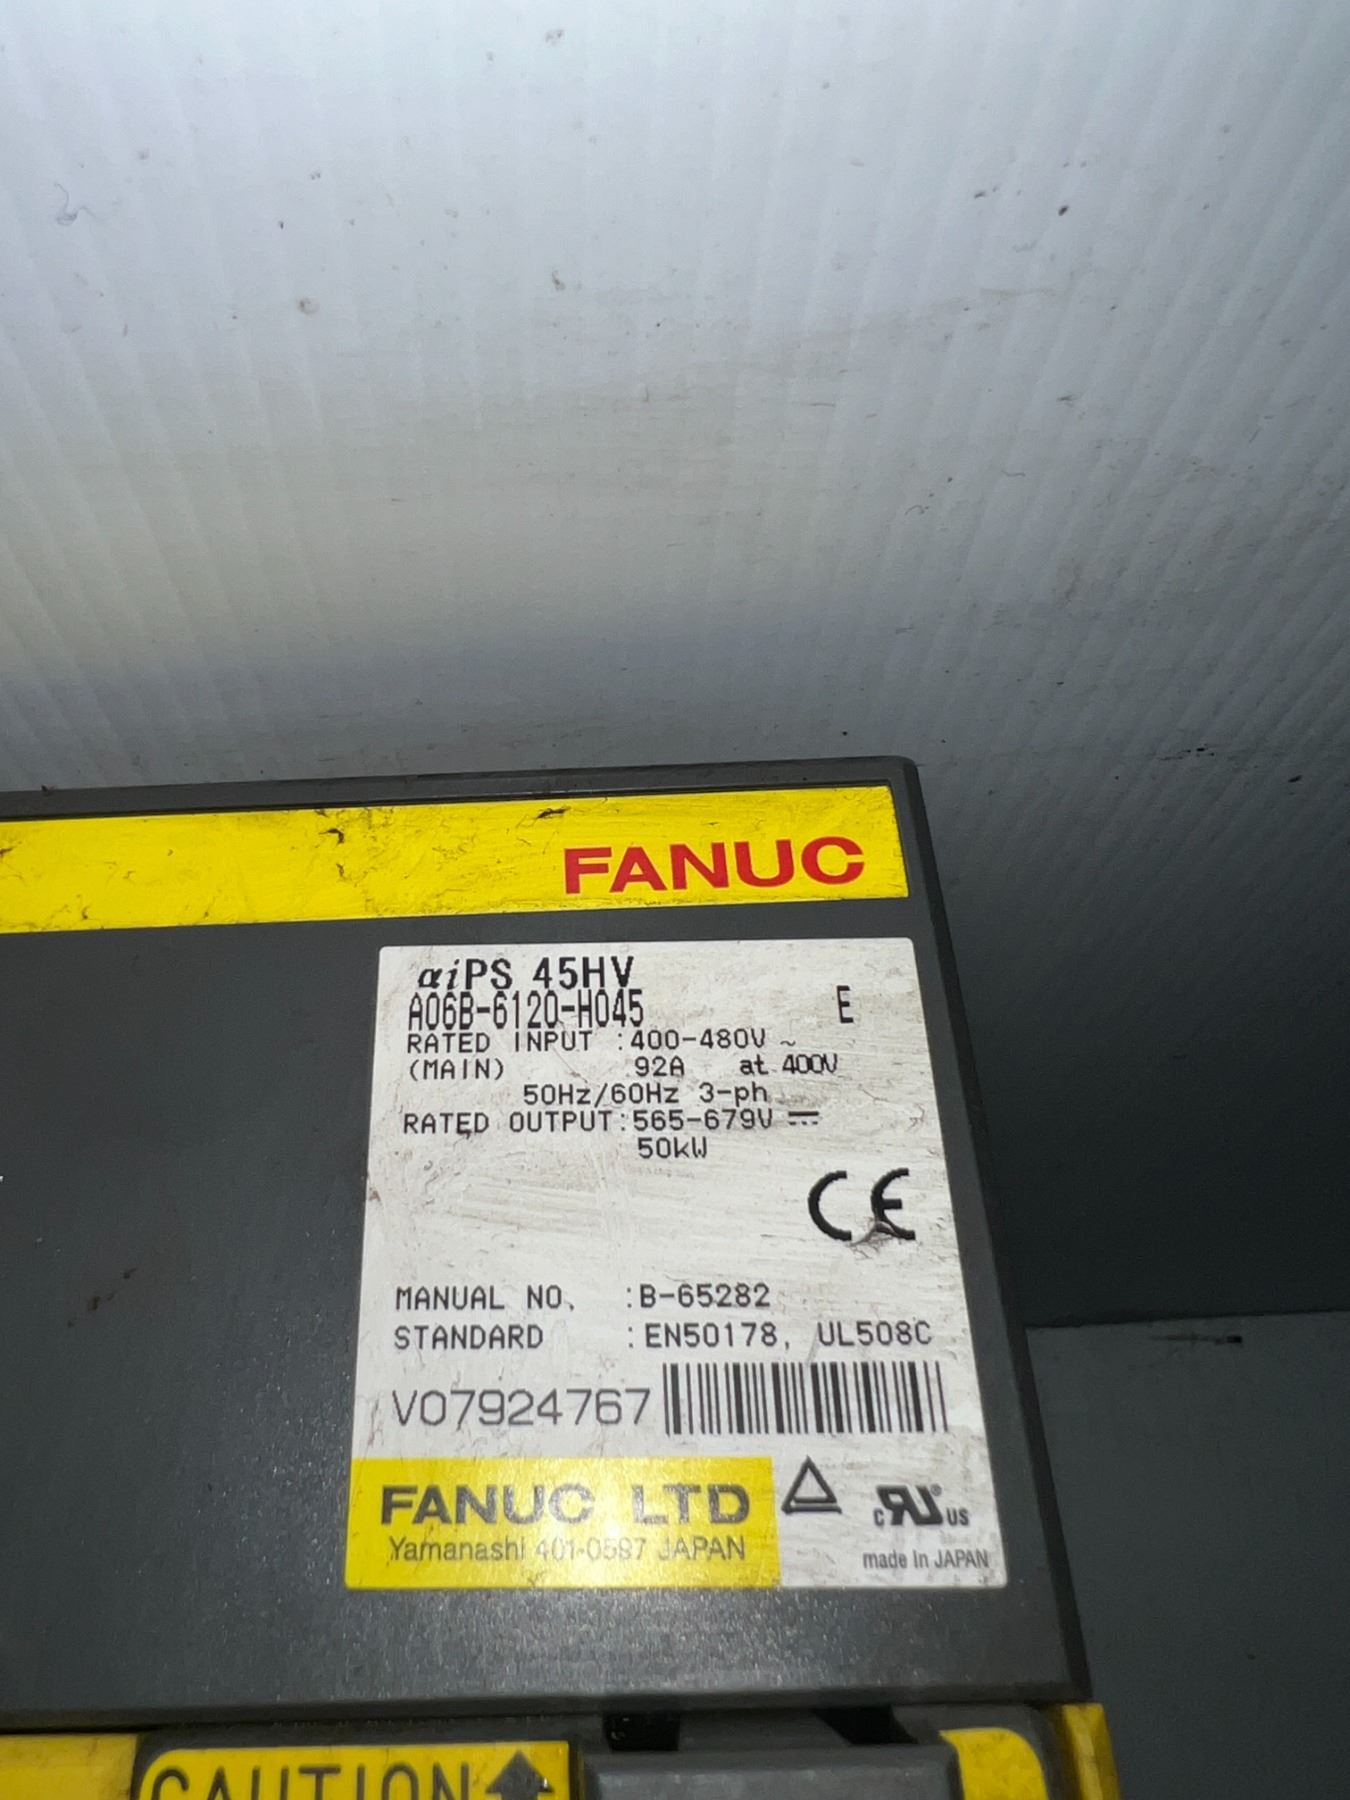 FANUC
αiPS 45HV
A06B-6120-H045 E
RATED INPUT :400-480V ~
(MAIN) 92A at 400V
50Hz/60Hz 3-ph
RATED OUTPUT:565-679V ⎓
50kW
CE
MANUAL NO. :B-65282
STANDARD :EN50178, UL508C
V07924767
FANUC LTD
Yamanashi 401-0597 JAPAN
c RU US
made in JAPAN
CAUTION